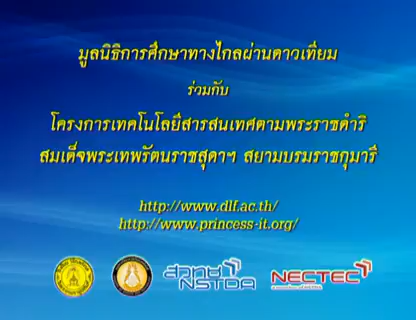 มูลนิธิการศึกษาทางไกลผ่านดาวเทียม
ร่วมกับ
โครงการเทคโนโลยีสารสนเทศตามพระราชดำริ
สมเด็จพระเทพรัตนราชสุดาฯ สยามบรมราชกุมารี
http://www.dlf.ac.th/
http://www.princess-it.org/
สวทช
NSTDA
NECTEC